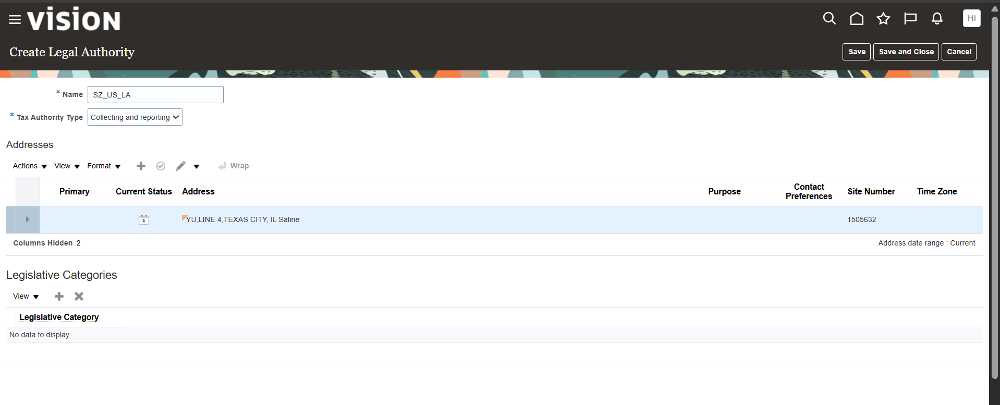 VISION
HI
Create Legal Authority
Save
Save and Close
Cancel
* Name SZ_US_LA
* Tax Authority Type Collecting and reporting
Addresses
Actions View Format Wrap
Primary Current Status Address Purpose Contact Preferences Site Number Time Zone
1 YU,LINE 4,TEXAS CITY, IL Saline 1505632
Columns Hidden 2 Address date range : Current
Legislative Categories
View
Legislative Category
No data to display.